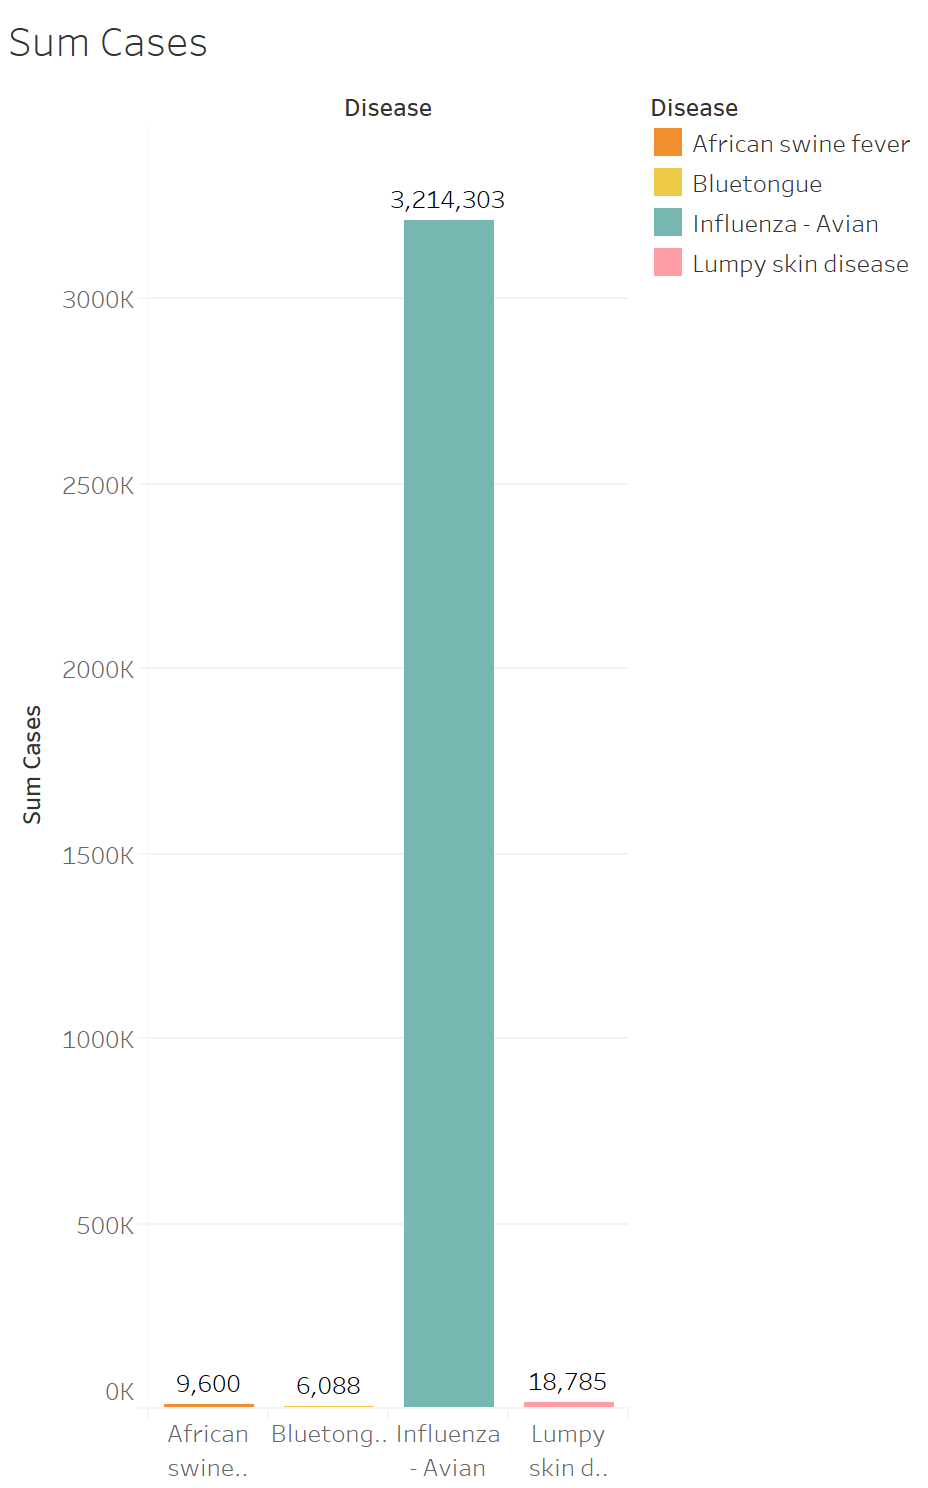 Sum Cases
Disease
Disease
African swine fever
Bluetongue
Influenza - Avian
Lumpy skin disease
3,214,303
3000K
2500K
2000K
Sum Cases
1500K
1000K
500K
0K
9,600
6,088
18,785
African
swine..
Bluetong..
Influenza
- Avian
Lumpy
skin d..